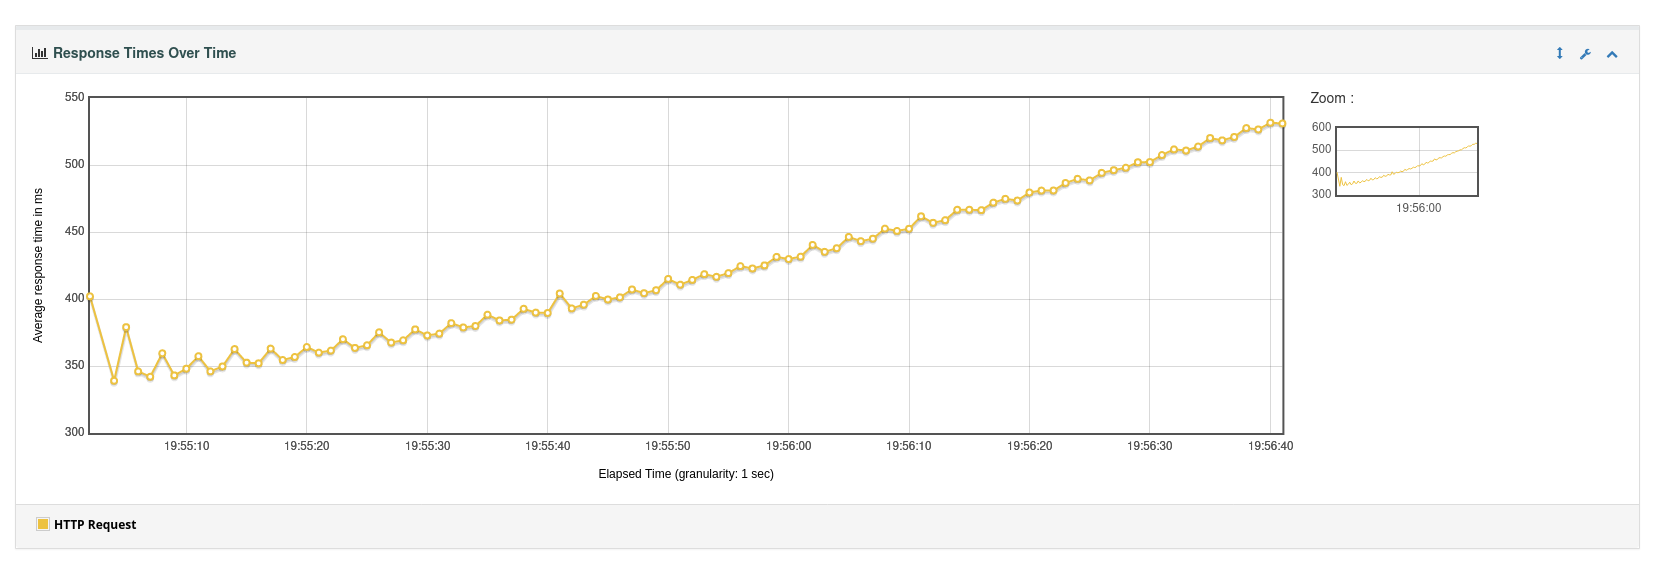 Response Times Over Time
550
500
450
400
350
300
Average response time in ms
19:55:10 19:55:20 19:55:30 19:55:40 19:55:50 19:56:00 19:56:10 19:56:20 19:56:30 19:56:40
Elapsed Time (granularity: 1 sec)
Zoom :
600
500
400
300
19:56:00
HTTP Request